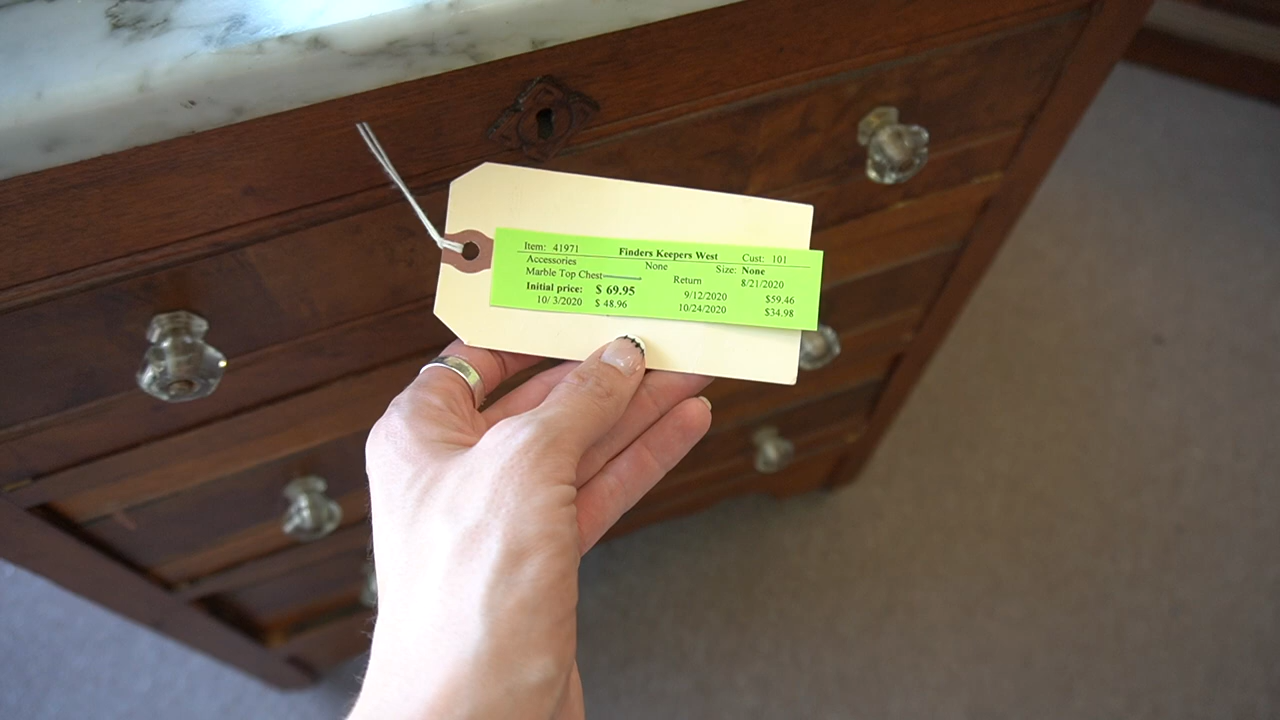 Item: 41971 Finders Keepers West Cust: 101
Accessories None Size: None
Marble Top Chest Return 8/21/2020
Initial price: $ 69.95 9/12/2020 $59.46
10/ 3/2020 $ 48.96 10/24/2020 $34.98